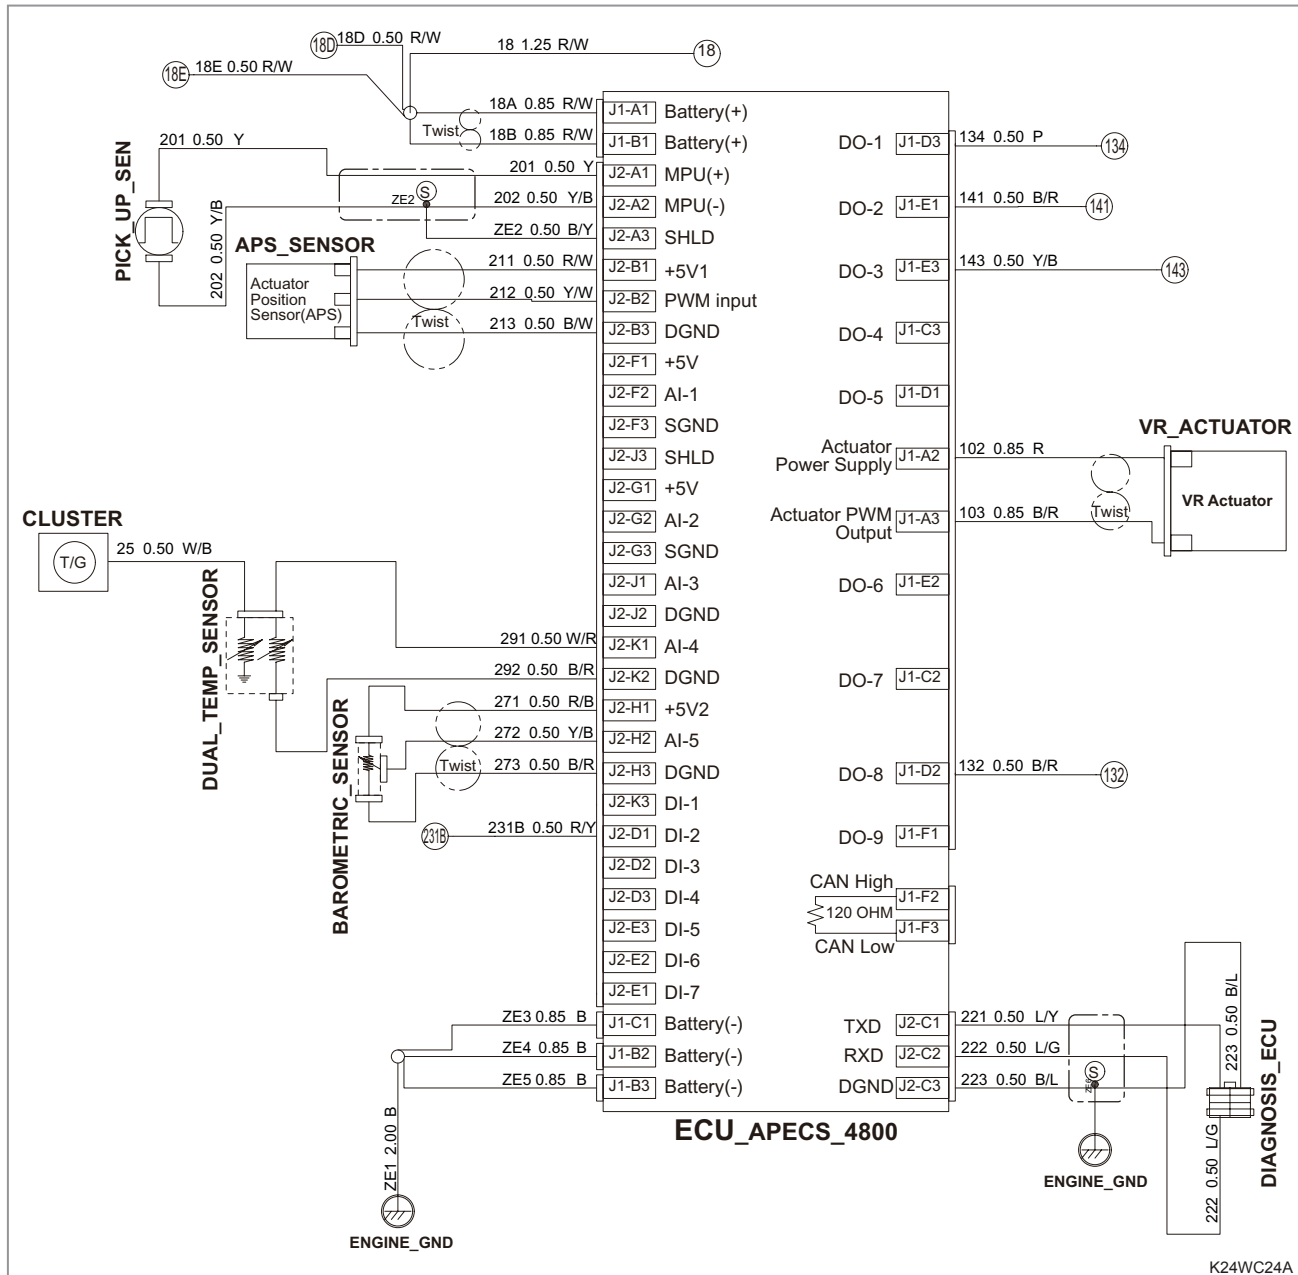 18D 0.50 R/W
18D
18 1.25 R/W
18
18E
18E 0.50 R/W
18A 0.85 R/W
J1-A1 Battery(+)
Twist
18B 0.85 R/W
J1-B1 Battery(+)
DO-1 J1-D3
134 0.50 P
134
201 0.50 Y
201 0.50 Y
J2-A1 MPU(+)
S
ZE2
202 0.50 Y/B
J2-A2 MPU(-)
DO-2 J1-E1
141 0.50 B/R
141
PICK_UP_SEN
202 0.50 Y/B
ZE2 0.50 B/Y
J2-A3 SHLD
APS_SENSOR
Actuator
Position
Sensor(APS)
211 0.50 R/W
J2-B1 +5V1
DO-3 J1-E3
143 0.50 Y/B
143
212 0.50 Y/W
J2-B2 PWM input
Twist
213 0.50 B/W
J2-B3 DGND
DO-4 J1-C3
J2-F1 +5V
J2-F2 AI-1
DO-5 J1-D1
J2-F3 SGND
VR_ACTUATOR
J2-J3 SHLD
Actuator
Power Supply
J1-A2
102 0.85 R
J2-G1 +5V
VR Actuator
CLUSTER
J2-G2 AI-2
Actuator PWM
Output
J1-A3
103 0.85 B/R
Twist
T/G
25 0.50 W/B
J2-G3 SGND
J2-J1 AI-3
DO-6 J1-E2
J2-J2 DGND
DUAL_TEMP_SENSOR
291 0.50 W/R
J2-K1 AI-4
292 0.50 B/R
J2-K2 DGND
DO-7 J1-C2
BAROMETRIC_SENSOR
271 0.50 R/B
J2-H1 +5V2
272 0.50 Y/B
J2-H2 AI-5
Twist
273 0.50 B/R
J2-H3 DGND
DO-8 J1-D2
132 0.50 B/R
132
J2-K3 DI-1
231B
231B 0.50 R/Y
J2-D1 DI-2
DO-9 J1-F1
J2-D2 DI-3
J2-D3 DI-4
CAN High
J1-F2
120 OHM
J2-E3 DI-5
J1-F3
CAN Low
J2-E2 DI-6
J2-E1 DI-7
ZE3 0.85 B
J1-C1 Battery(-)
TXD J2-C1
221 0.50 L/Y
223 0.50 B/L
ZE4 0.85 B
J1-B2 Battery(-)
RXD J2-C2
222 0.50 L/G
S
ZE6
ZE5 0.85 B
J1-B3 Battery(-)
DGND J2-C3
223 0.50 B/L
DIAGNOSIS_ECU
ECU_APECS_4800
ZE1 2.00 B
222 0.50 L/G
ENGINE_GND
ENGINE_GND
K24WC24A